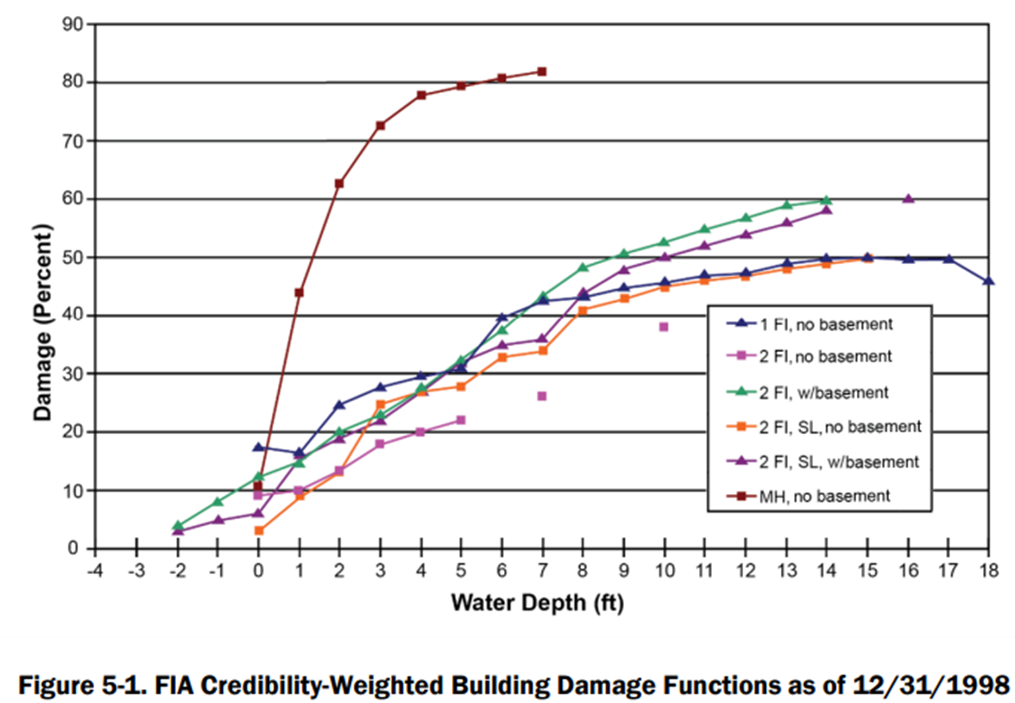 90
80
70
60
50
40
30
20
10
0
Damage (Percent)
-4 -3 -2 -1 0 1 2 3 4 5 6 7 8 9 10 11 12 13 14 15 16 17 18
Water Depth (ft)
1 Fl, no basement
2 Fl, no basement
2 Fl, w/basement
2 Fl, SL, no basement
2 Fl, SL, w/basement
MH, no basement
Figure 5-1. FIA Credibility-Weighted Building Damage Functions as of 12/31/1998